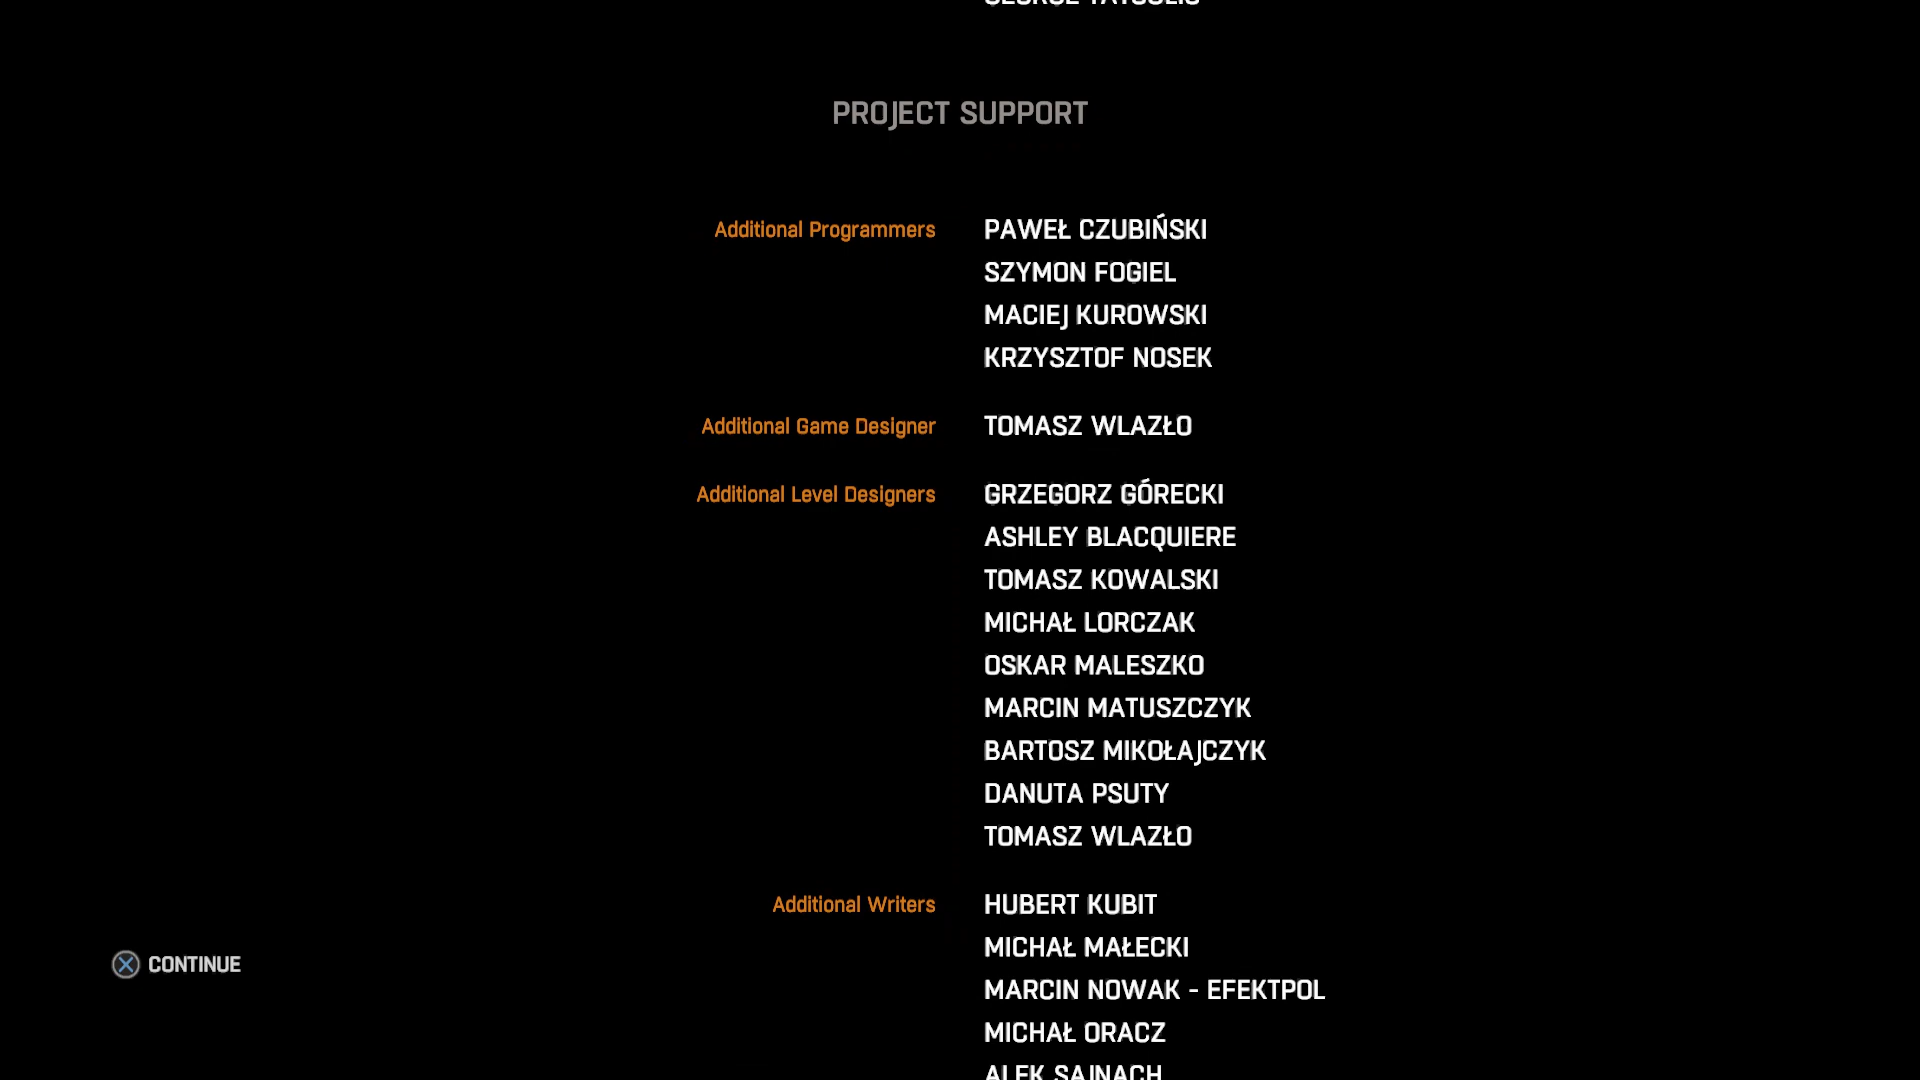 PROJECT SUPPORT
Additional Programmers PAWEŁ CZUBIŃSKI
SZYMON FOGIEL
MACIEJ KUROWSKI
KRZYSZTOF NOSEK
Additional Game Designer TOMASZ WLAZŁO
Additional Level Designers GRZEGORZ GÓRECKI
ASHLEY BLACQUIERE
TOMASZ KOWALSKI
MICHAŁ LORCZAK
OSKAR MALESZKO
MARCIN MATUSZCZYK
BARTOSZ MIKOŁAJCZYK
DANUTA PSUTY
TOMASZ WLAZŁO
Additional Writers HUBERT KUBIT
MICHAŁ MAŁECKI
CONTINUE
MARCIN NOWAK - EFEKTPOL
MICHAŁ ORACZ
ALEK SAJNACH